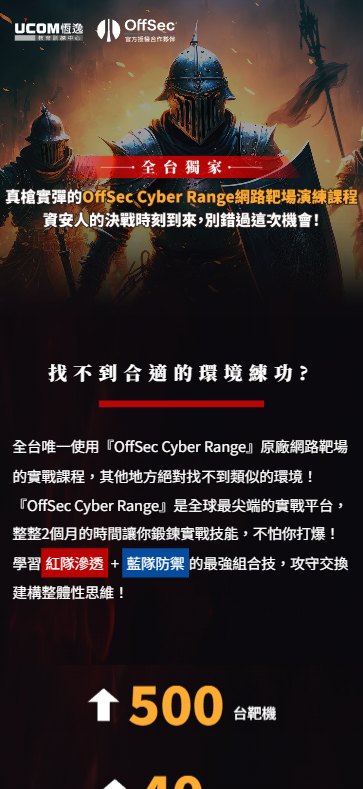 UCOM恆逸
教育訓練中心
OffSec
官方授權合作夥伴
全台獨家
真槍實彈的OffSec Cyber Range網路靶場演練課程
資安人的決戰時刻到來，別錯過這次機會！
找不到合適的環境練功?
全台唯一使用『OffSec Cyber Range』原廠網路靶場
的實戰課程，其他地方絕對找不到類似的環境！
『OffSec Cyber Range』是全球最尖端的實戰平台，
整整2個月的時間讓你鍛鍊實戰技能，不怕你打爆！
學習 紅隊滲透 + 藍隊防禦 的最強組合技，攻守交換
建構整體性思維！
500 台靶機